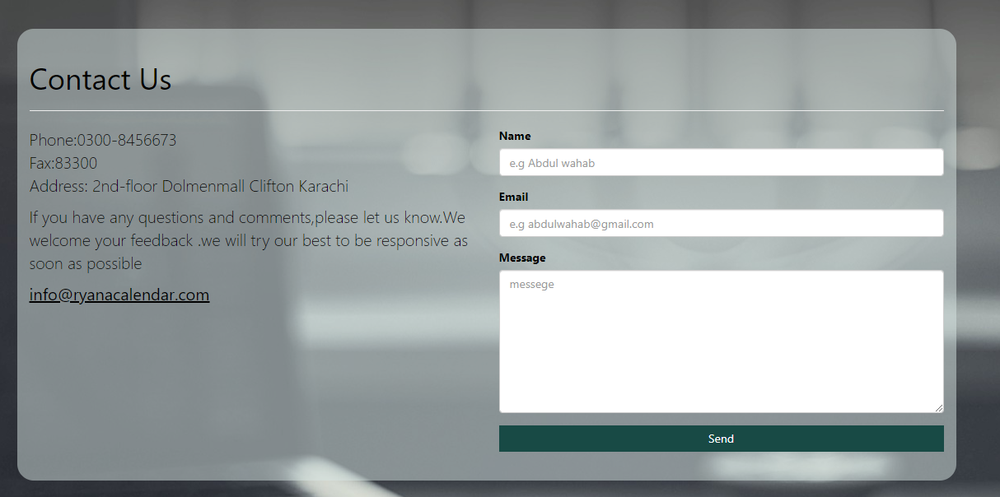 Contact Us
Phone:0300-8456673
Fax:83300
Address: 2nd-floor Dolmenmall Clifton Karachi
If you have any questions and comments,please let us know.We
welcome your feedback .we will try our best to be responsive as
soon as possible
info@ryanacalendar.com
Name
e.g Abdul wahab
Email
e.g abdulwahab@gmail.com
Message
messege
Send